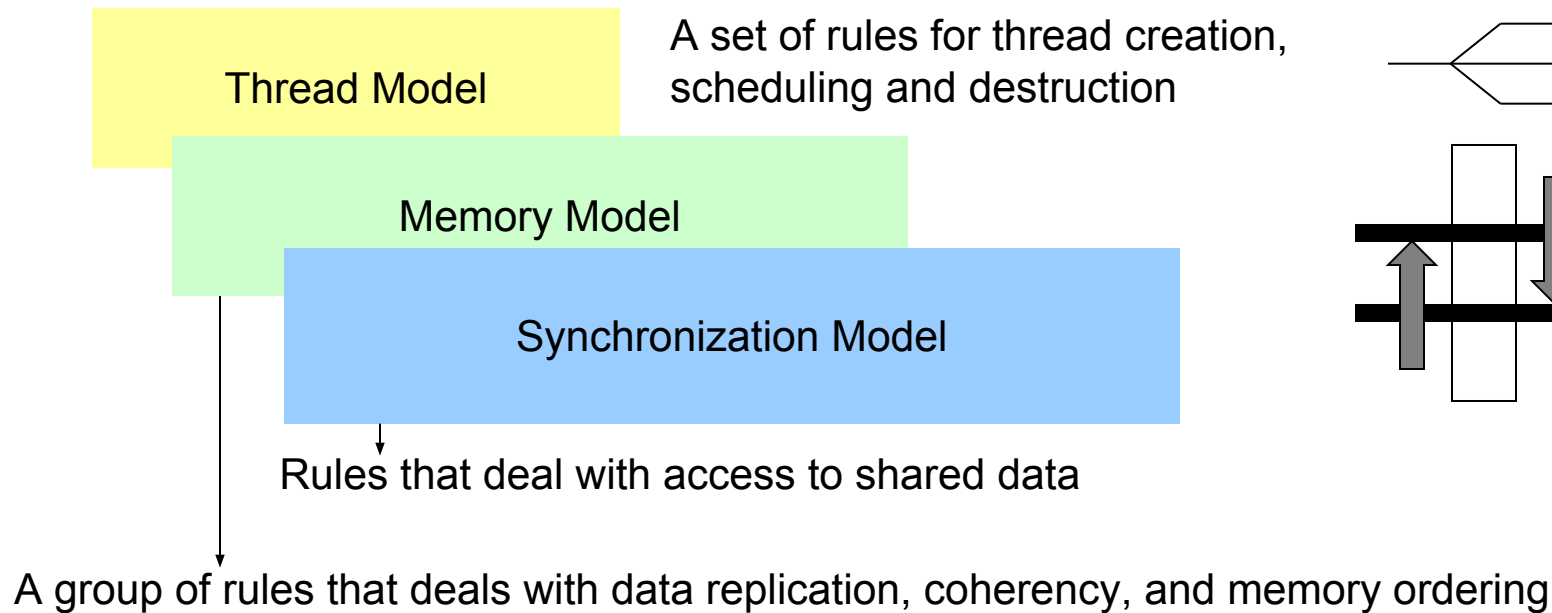 A set of rules for thread creation,
Thread Model
scheduling and destruction
Memory Model
Synchronization Model
Rules that deal with access to shared data
A group of rules that deals with data replication, coherency, and memory ordering